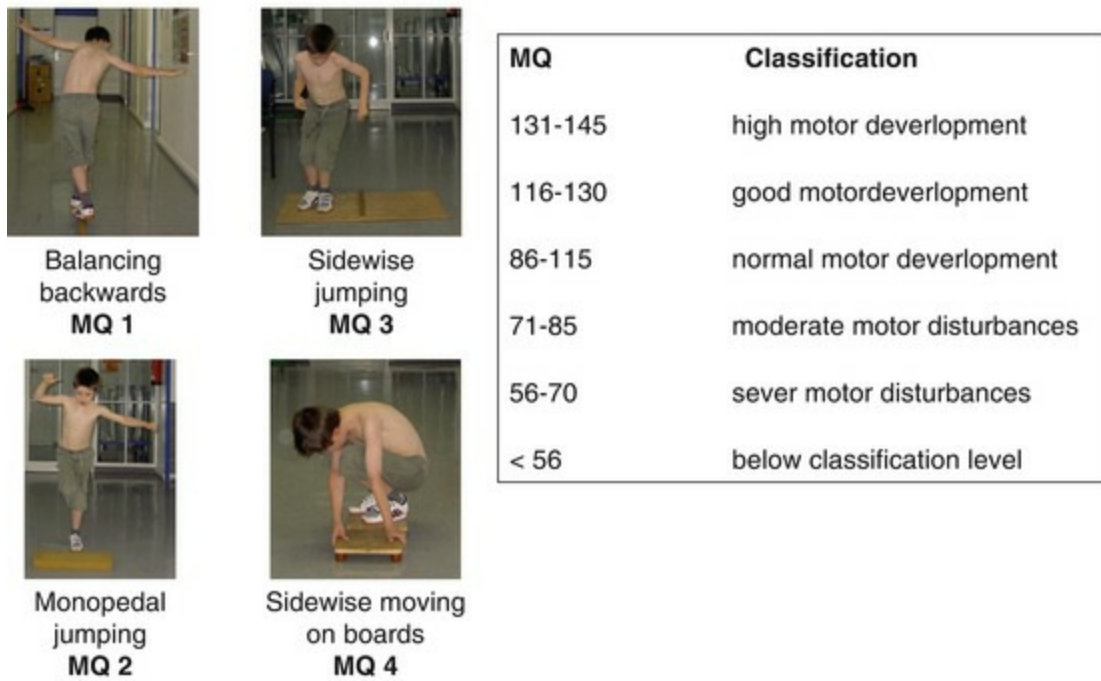 Balancing
backwards
MQ 1
Sidewise
jumping
MQ 3
Monopedal
jumping
MQ 2
Sidewise moving
on boards
MQ 4
MQ Classification
131-145 high motor deverlopment
116-130 good motordeverlopment
86-115 normal motor deverlopment
71-85 moderate motor disturbances
56-70 sever motor disturbances
< 56 below classification level